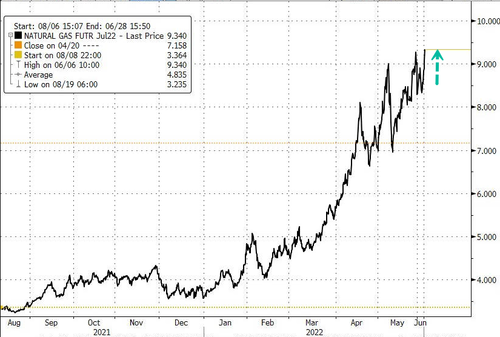 Start: 08/06 15:07 End: 06/28 15:50
NATURAL GAS FUTR Jul22 - Last Price 9.340
Close on 04/20 ---- 7.158
Start on 08/08 22:00 3.364
High on 06/06 10:00 9.340
Average 4.835
Low on 08/19 06:00 3.235
10.000
9.000
8.000
7.000
6.000
5.000
4.000
Aug Sep Oct Nov Dec Jan Feb Mar Apr May Jun
2021 2022